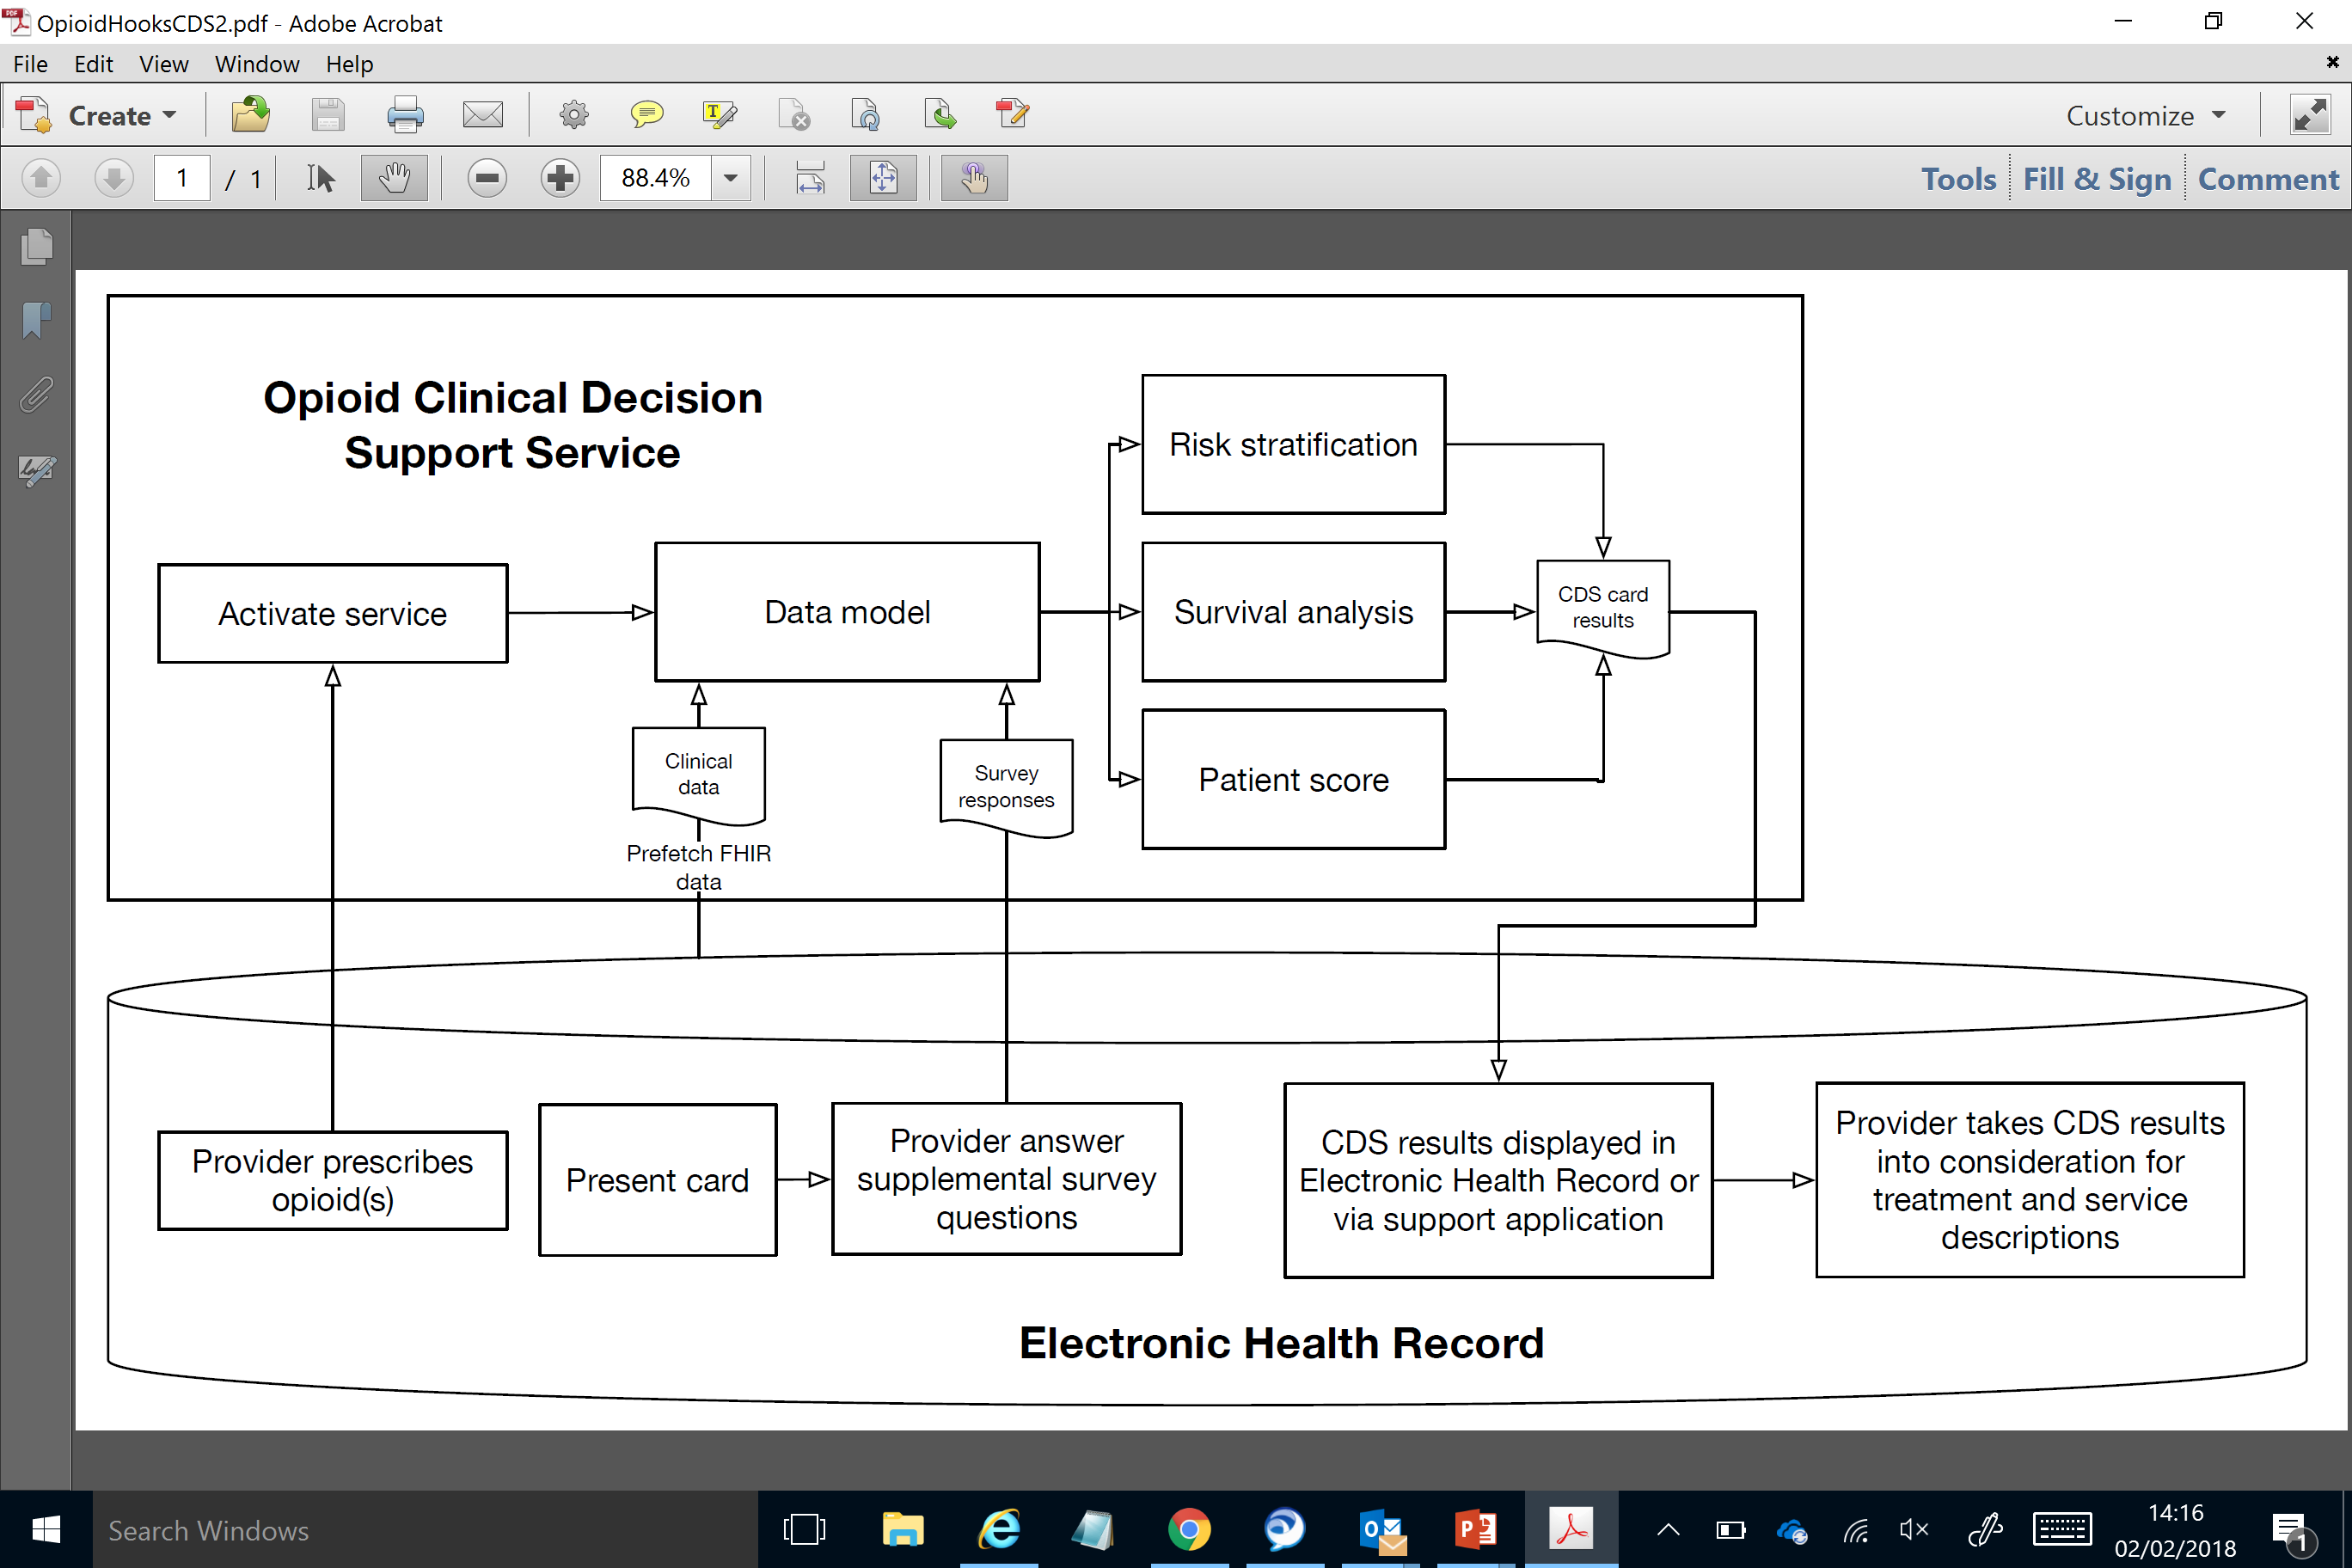 OpioidHooksCDS2.pdf - Adobe Acrobat
File Edit View Window Help
Create
Customize
1 / 1
88.4%
Tools Fill & Sign Comment
Opioid Clinical Decision
Support Service
Risk stratification
Activate service
Data model
Survival analysis
CDS card
results
Clinical
data
Survey
responses
Patient score
Prefetch FHIR
data
Provider prescribes
opioid(s)
Present card
Provider answer
supplemental survey
questions
CDS results displayed in
Electronic Health Record or
via support application
Provider takes CDS results
into consideration for
treatment and service
descriptions
Electronic Health Record
Search Windows
14:16
02/02/2018
1